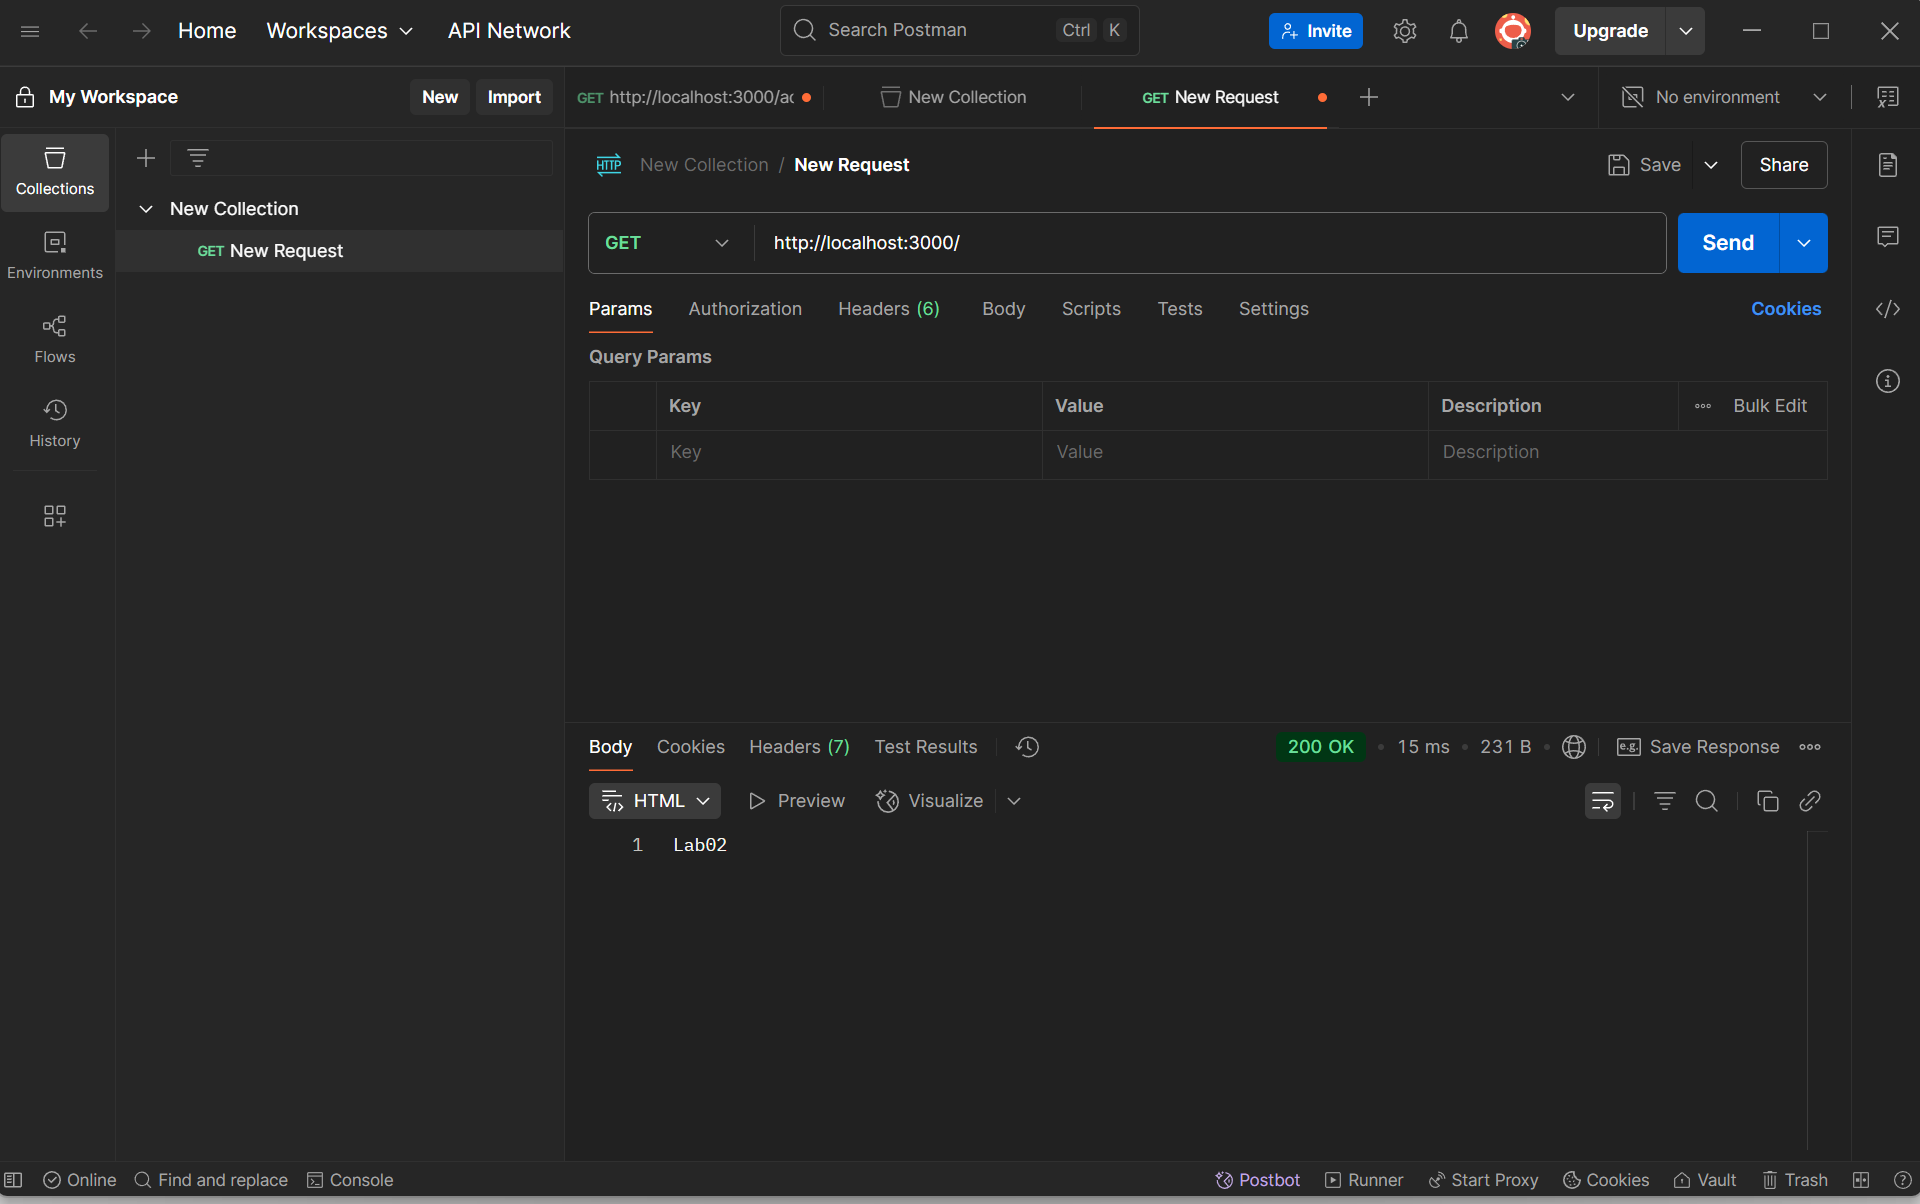 Home Workspaces API Network Search Postman Ctrl K Invite Upgrade
My Workspace New Import GET http://localhost:3000/ac New Collection GET New Request No environment
Collections
Environments
Flows
History
New Collection
GET New Request
HTTP New Collection / New Request Save Share
GET http://localhost:3000/ Send
Params Authorization Headers (6) Body Scripts Tests Settings Cookies
Query Params
Key Value Description Bulk Edit
Key Value Description
Body Cookies Headers (7) Test Results 200 OK 15 ms 231 B e.g. Save Response
HTML Preview Visualize
1 Lab02
Online Find and replace Console Postbot Runner Start Proxy Cookies Vault Trash